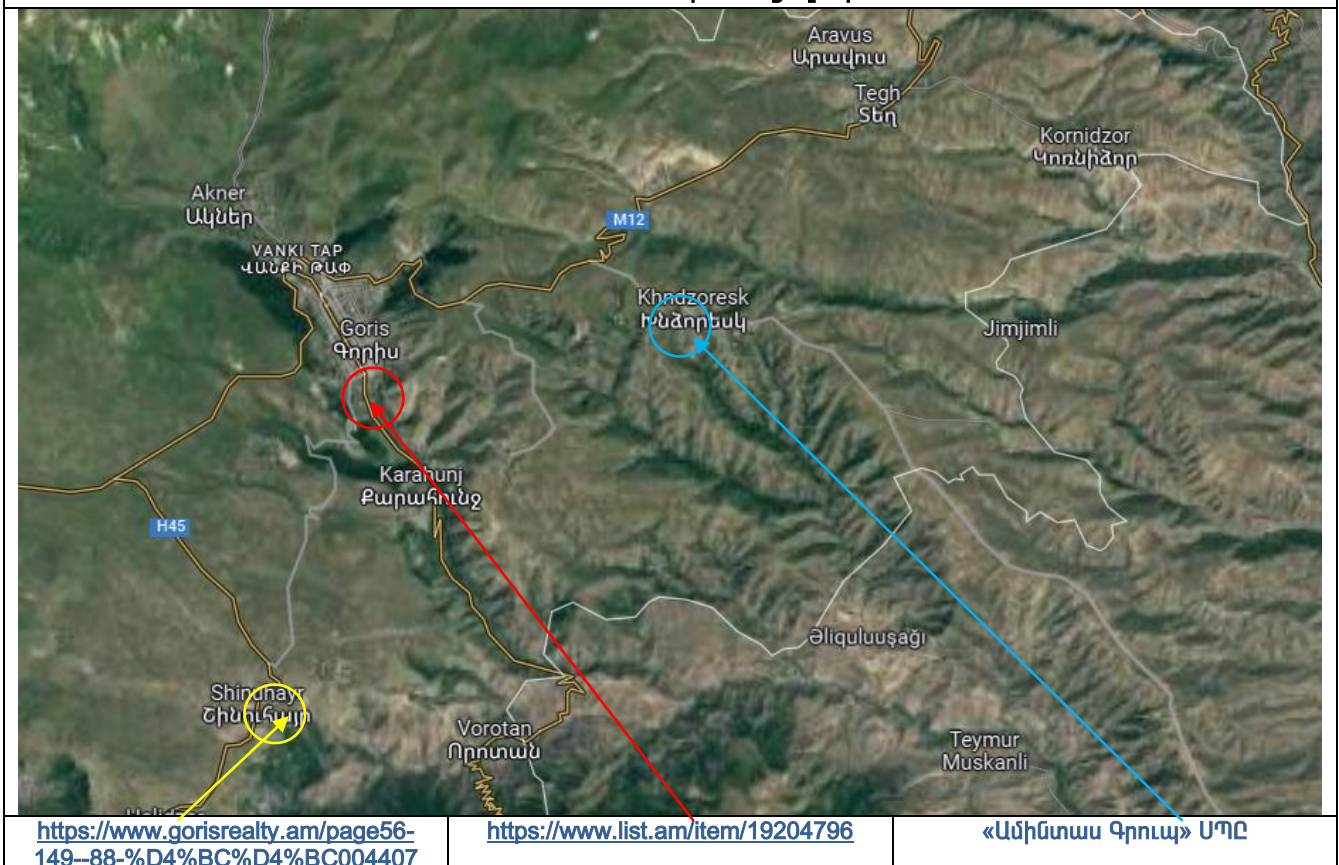 Aravus
Արավուս
Tegh
Տեղ
Kornidzor
Կոռնիձոր
Akner
Ակներ
M12
VANKI TAP
ՎԱՆՔԻ ԹԱՓ
Khndzoresk
Խնձորեսկ
Goris
Գորիս
Jimjimli
Karahunj
Քարահունջ
H45
Əliquluuşağı
Shinuhayr
Շինուհայր
Vorotan
Որոտան
Teymur
Muskanli
https://www.gorisrealty.am/page56-
149--88-%D4%BC%D4%BC004407
https://www.list.am/item/19204796
«Ամինտաս Գրուպ» ՍՊԸ